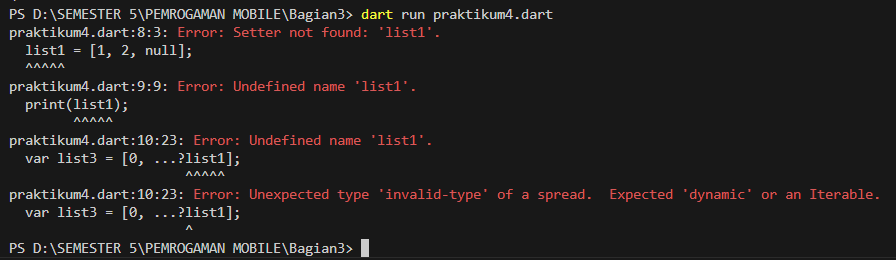 PS D:\SEMESTER 5\PEMROGAMAN MOBILE\Bagian3> dart run praktikum4.dart
praktikum4.dart:8:3: Error: Setter not found: 'list1'.
  list1 = [1, 2, null];
  ^^^^^
praktikum4.dart:9:9: Error: Undefined name 'list1'.
  print(list1);
        ^^^^^
praktikum4.dart:10:23: Error: Undefined name 'list1'.
  var list3 = [0, ...?list1];
                      ^^^^^
praktikum4.dart:10:23: Error: Unexpected type 'invalid-type' of a spread.  Expected 'dynamic' or an Iterable.
  var list3 = [0, ...?list1];
                      ^
PS D:\SEMESTER 5\PEMROGAMAN MOBILE\Bagian3>